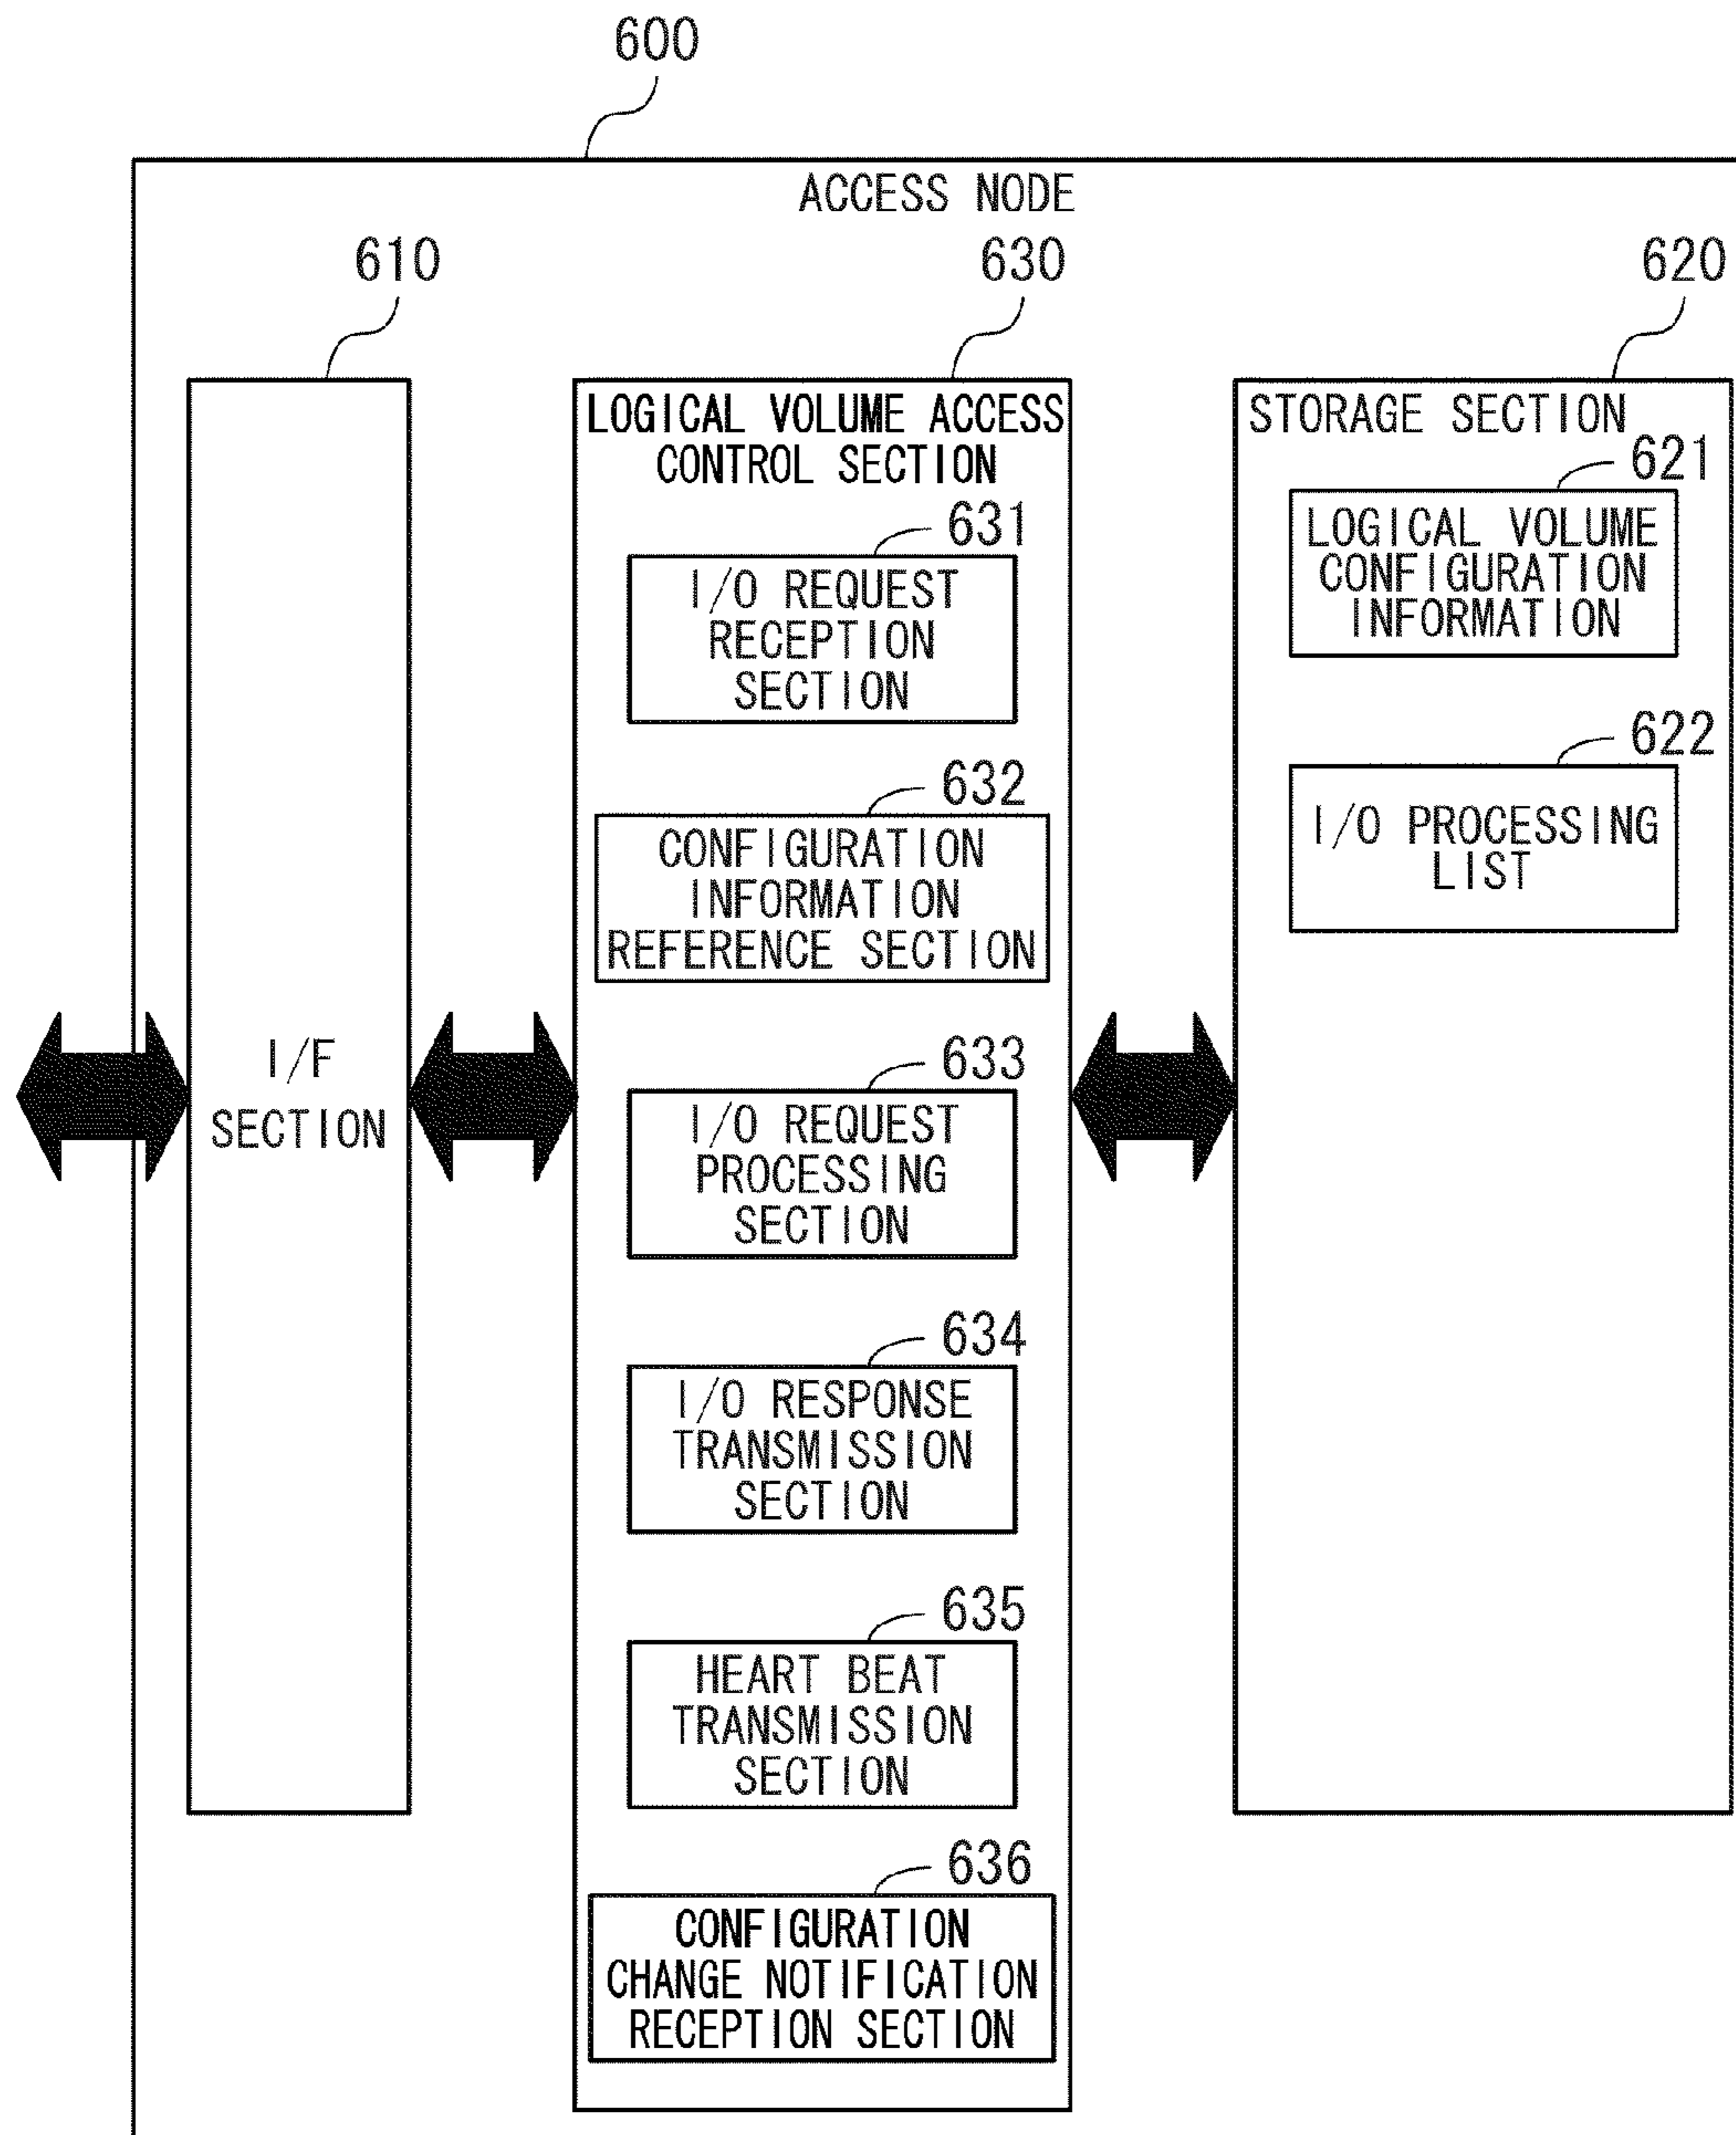 600
ACCESS NODE
610
630
620
I/F
SECTION
LOGICAL VOLUME ACCESS
CONTROL SECTION
631
I/O REQUEST
RECEPTION
SECTION
632
CONFIGURATION
INFORMATION
REFERENCE SECTION
633
I/O REQUEST
PROCESSING
SECTION
634
I/O RESPONSE
TRANSMISSION
SECTION
635
HEART BEAT
TRANSMISSION
SECTION
636
CONFIGURATION
CHANGE NOTIFICATION
RECEPTION SECTION
STORAGE SECTION
621
LOGICAL VOLUME
CONFIGURATION
INFORMATION
622
I/O PROCESSING
LIST